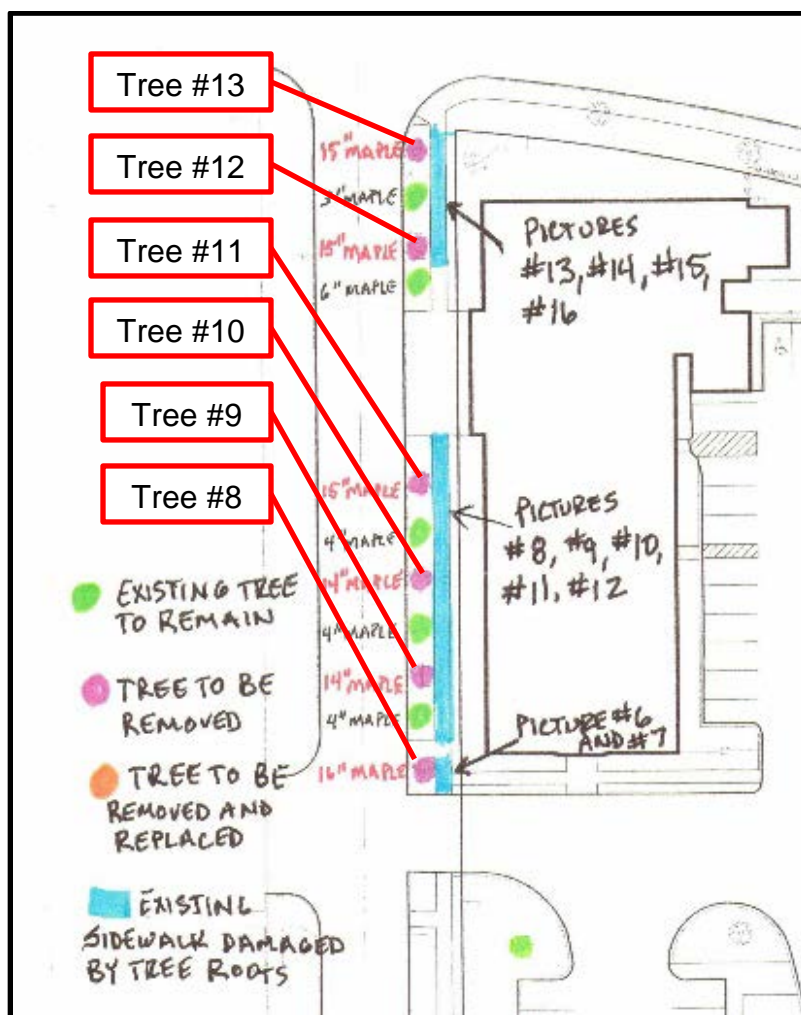 Tree #13
Tree #12
Tree #11
Tree #10
Tree #9
Tree #8
15" MAPLE
3" MAPLE
15" MAPLE
6" MAPLE
15" MAPLE
4" MAPLE
14" MAPLE
4" MAPLE
14" MAPLE
4" MAPLE
16" MAPLE
PICTURES
#13, #14, #15,
#16
PICTURES
#8, #9, #10,
#11, #12
PICTURE #6
AND #7
EXISTING TREE
TO REMAIN
TREE TO BE
REMOVED
TREE TO BE
REMOVED AND
REPLACED
EXISTING
SIDEWALK DAMAGED
BY TREE ROOTS